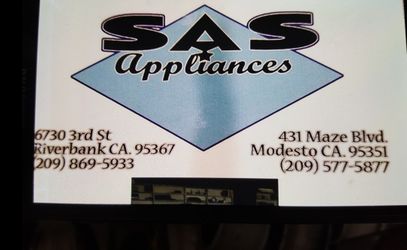 SAS
Appliances
6730 3rd St
Riverbank CA. 95367
(209) 869-5933
431 Maze Blvd.
Modesto CA. 95351
(209) 577-5877